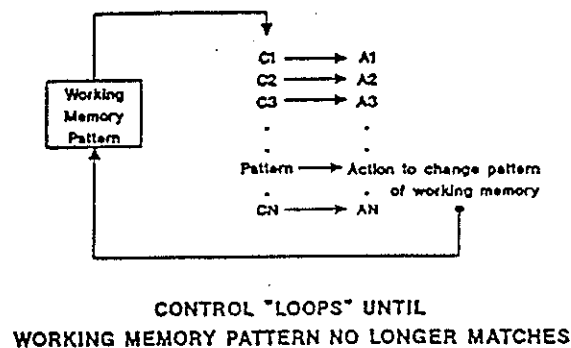 C1 → A1
C2 → A2
C3 → A3
Working
Memory
Pattern
. .
. .
Pattern → Action to change pattern
of working memory
. .
CN → AN
CONTROL "LOOPS" UNTIL
WORKING MEMORY PATTERN NO LONGER MATCHES